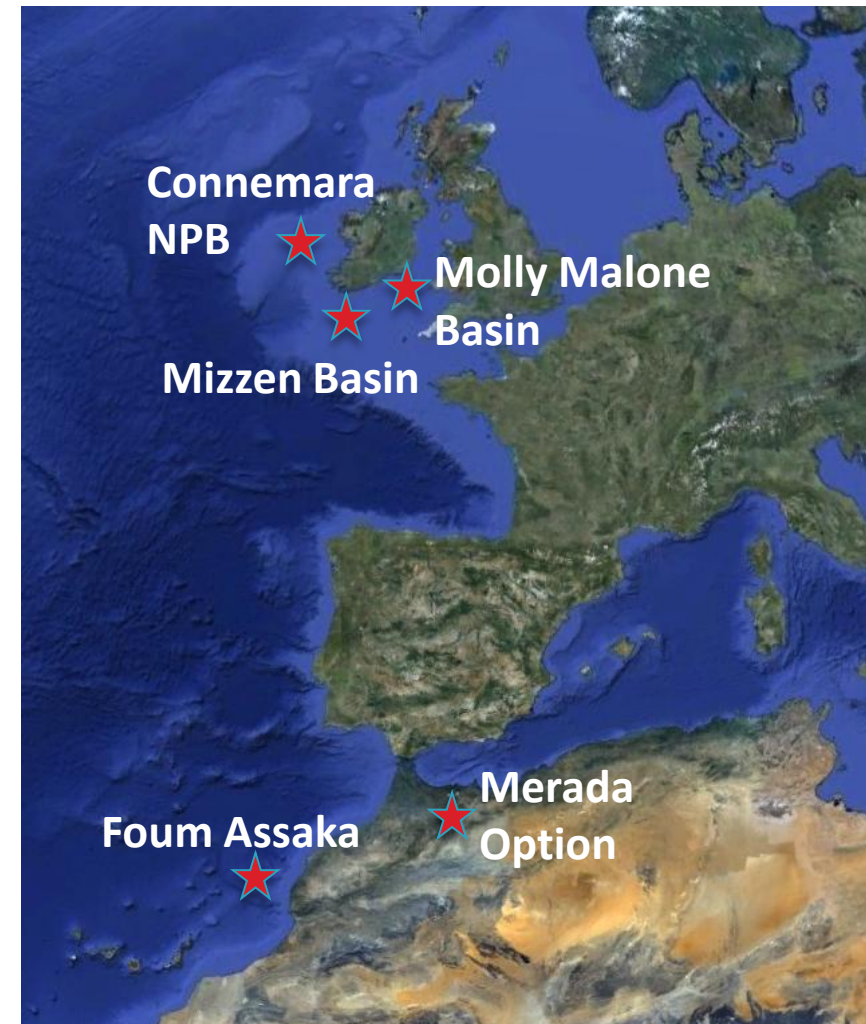 Connemara
NPB
Molly Malone
Basin
Mizzen Basin
Merada
Option
Foum Assaka